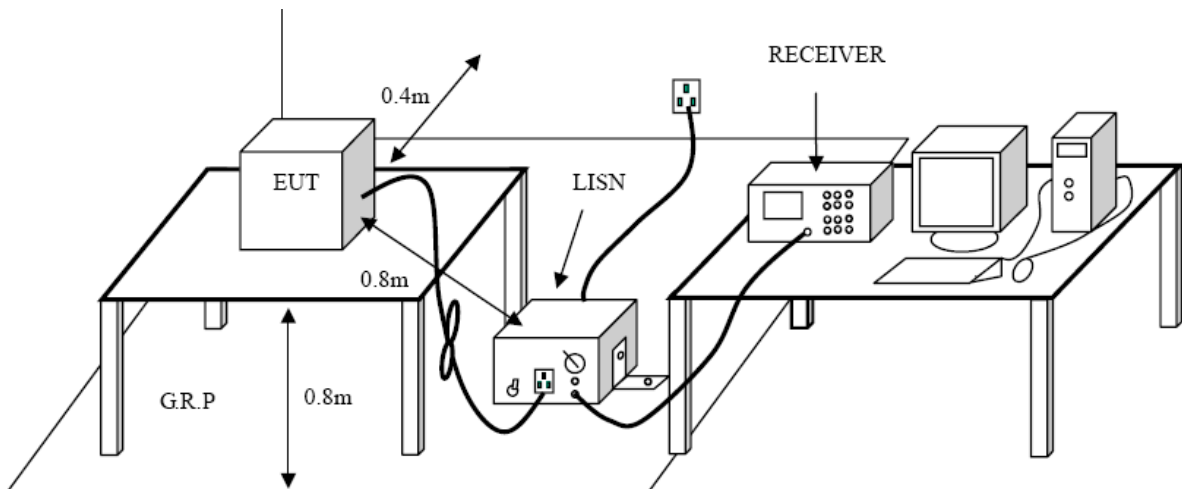 RECEIVER
0.4m
EUT
LISN
0.8m
G.R.P
0.8m